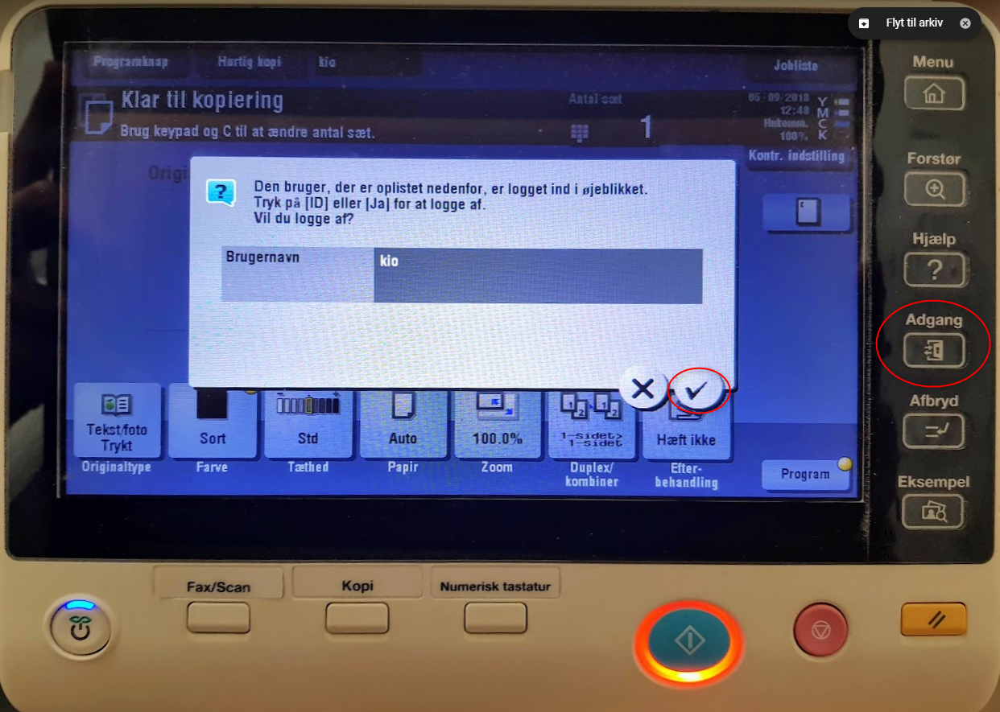 Flyt til arkiv
Programknap
Hurtig kopi
kio
Jobliste
Menu
Klar til kopiering
Antal sæt
05/09/2018
12:48
Hukomm.
100%
Y
M
C
K
Brug keypad og C til at ændre antal sæt.
1
Kontr. indstilling
Forstør
Origi
Den bruger, der er oplistet nedenfor, er logget ind i øjeblikket.
Tryk på [ID] eller [Ja] for at logge af.
Vil du logge af?
Hjælp
Brugernavn
kio
Adgang
Afbryd
Tekst/foto
Trykt
Sort
Std
Auto
100.0%
1-sidet>
1-sidet
Hæft ikke
Originaltype
Farve
Tæthed
Papir
Zoom
Duplex/
kombiner
Efter-
behandling
Program
Eksempel
Fax/Scan
Kopi
Numerisk tastatur